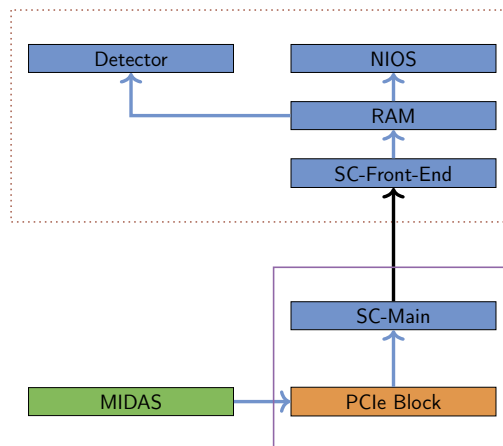 Detector
NIOS
RAM
SC-Front-End
SC-Main
MIDAS
PCIe Block